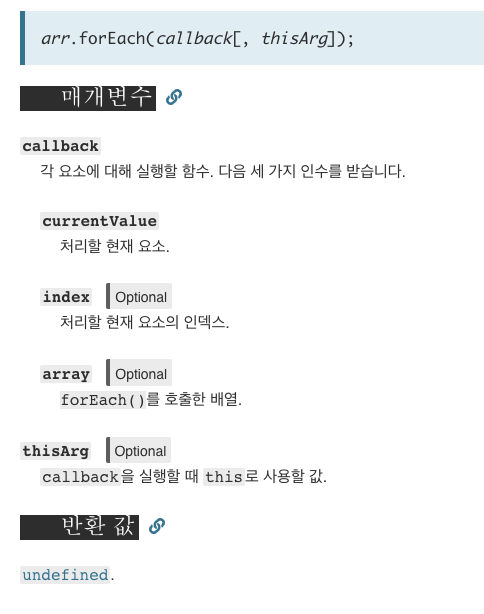 arr.forEach(callback[, thisArg]);
매개변수
callback
각 요소에 대해 실행할 함수. 다음 세 가지 인수를 받습니다.
currentValue
처리할 현재 요소.
index Optional
처리할 현재 요소의 인덱스.
array Optional
forEach()를 호출한 배열.
thisArg Optional
callback을 실행할 때 this로 사용할 값.
반환 값
undefined.